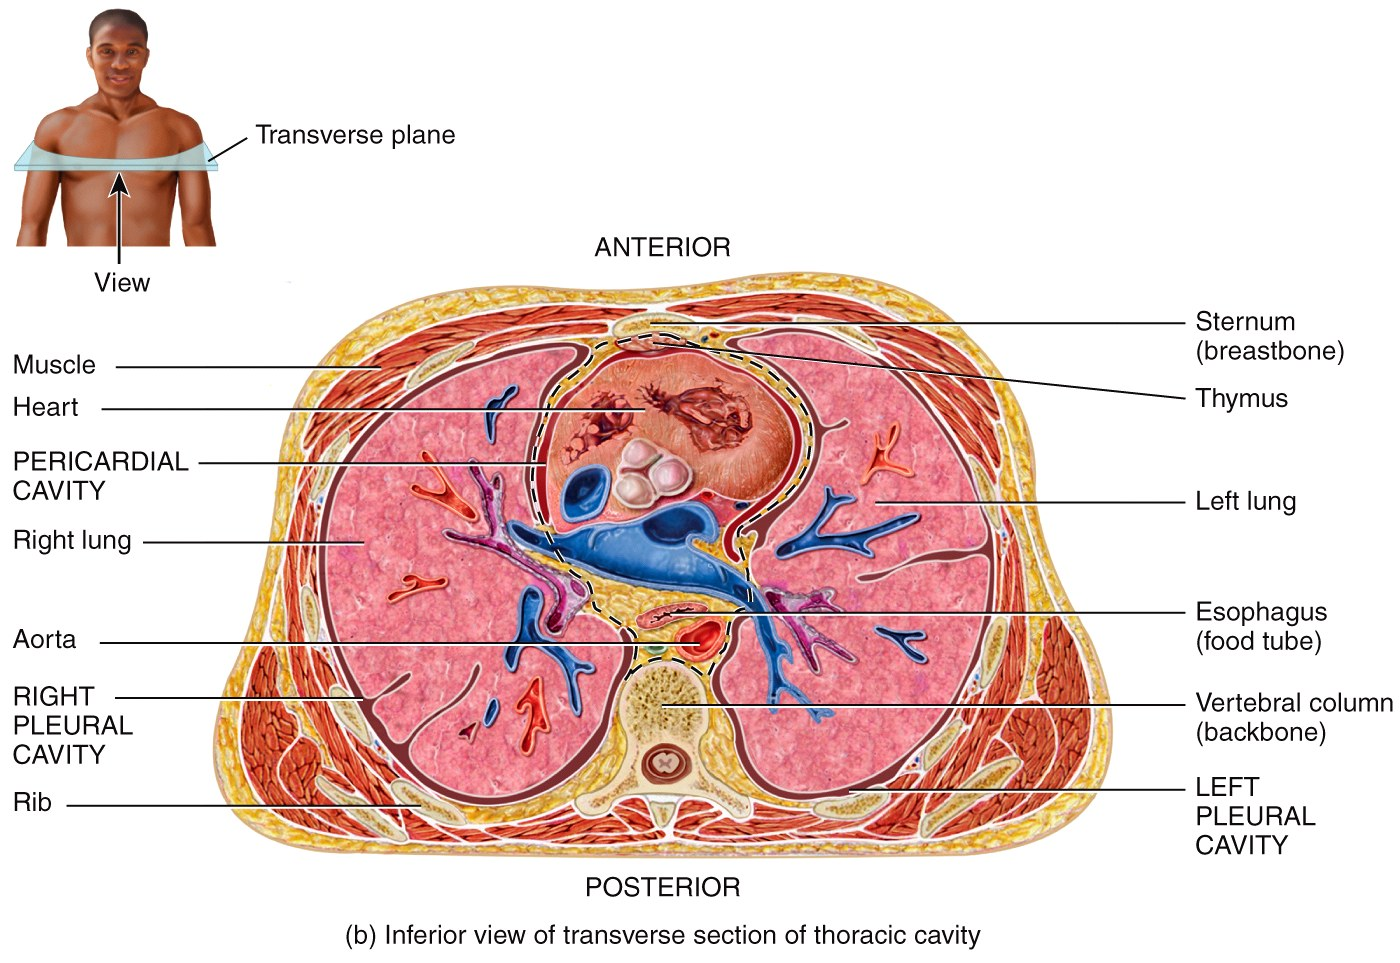 Transverse plane
View
ANTERIOR
Muscle
Heart
PERICARDIAL
CAVITY
Right lung
Aorta
RIGHT
PLEURAL
CAVITY
Rib
Sternum
(breastbone)
Thymus
Left lung
Esophagus
(food tube)
Vertebral column
(backbone)
LEFT
PLEURAL
CAVITY
POSTERIOR
(b) Inferior view of transverse section of thoracic cavity